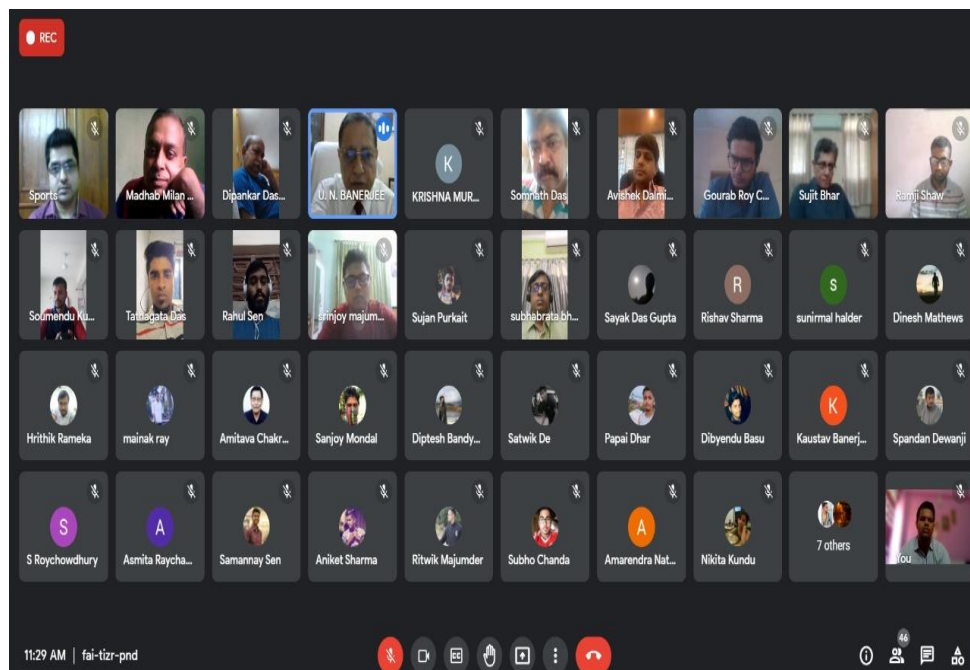 REC
Sports Madhab Milan ... Dipankar Das... U. N. BANERJEE K KRISHNA MUR... Somnath Das Avishek Dalmi... Gourab Roy C... Sujit Bhar Ramji Shaw
Soumendu Ku... Tathagata Das Rahul Sen srinjoy majum... Sujan Purkait subhabrata bh... Sayak Das Gupta R Rishav Sharma s sunirmal halder Dinesh Mathews
Hrithik Rameka mainak ray Amitava Chakr... Sanjoy Mondal Diptesh Bandy... Satwik De Papai Dhar Dibyendu Basu K Kaustav Banerj... Spandan Dewanji
S S Roychowdhury A Asmita Raycha... Samannay Sen Aniket Sharma Ritwik Majumder Subho Chanda A Amarendra Nat... Nikita Kundu 7 others You
11:29 AM | fai-tizr-pnd CC 46